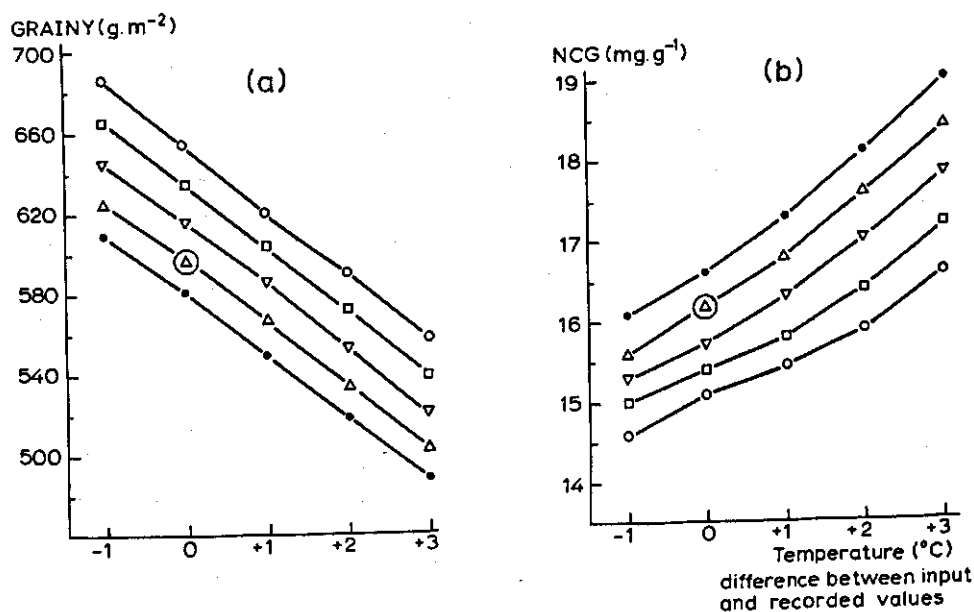 GRAINY (g.m⁻²)
700
660
620
580
540
500
(a)
-1 0 +1 +2 +3
NCG (mg.g⁻¹)
19
18
17
16
15
14
(b)
-1 0 +1 +2 +3
Temperature (°C)
difference between input
and recorded values